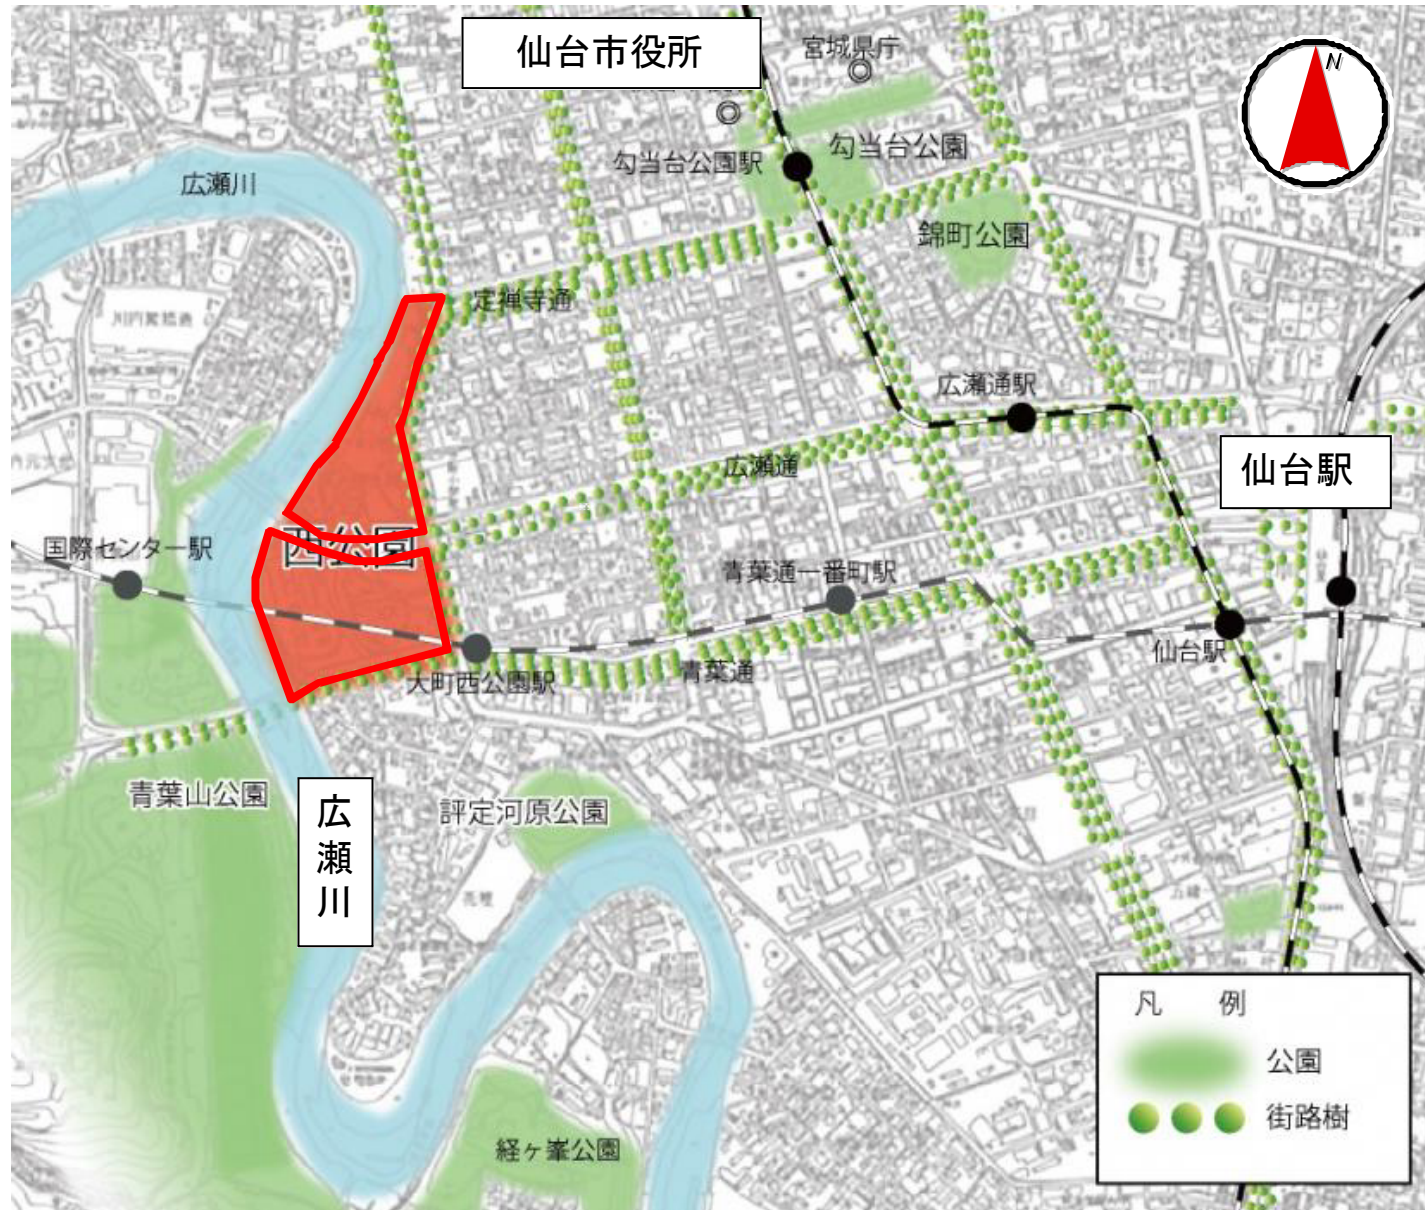 仙台市役所
宮城県庁
N
勾当台公園駅
勾当台公園
広瀬川
錦町公園
定禅寺通
広瀬通駅
広瀬通
仙台駅
西公園
国際センター駅
青葉通一番町駅
仙台駅
大町西公園駅
青葉通
青葉山公園
広瀬川
評定河原公園
経ヶ峯公園
凡 例
公園
街路樹